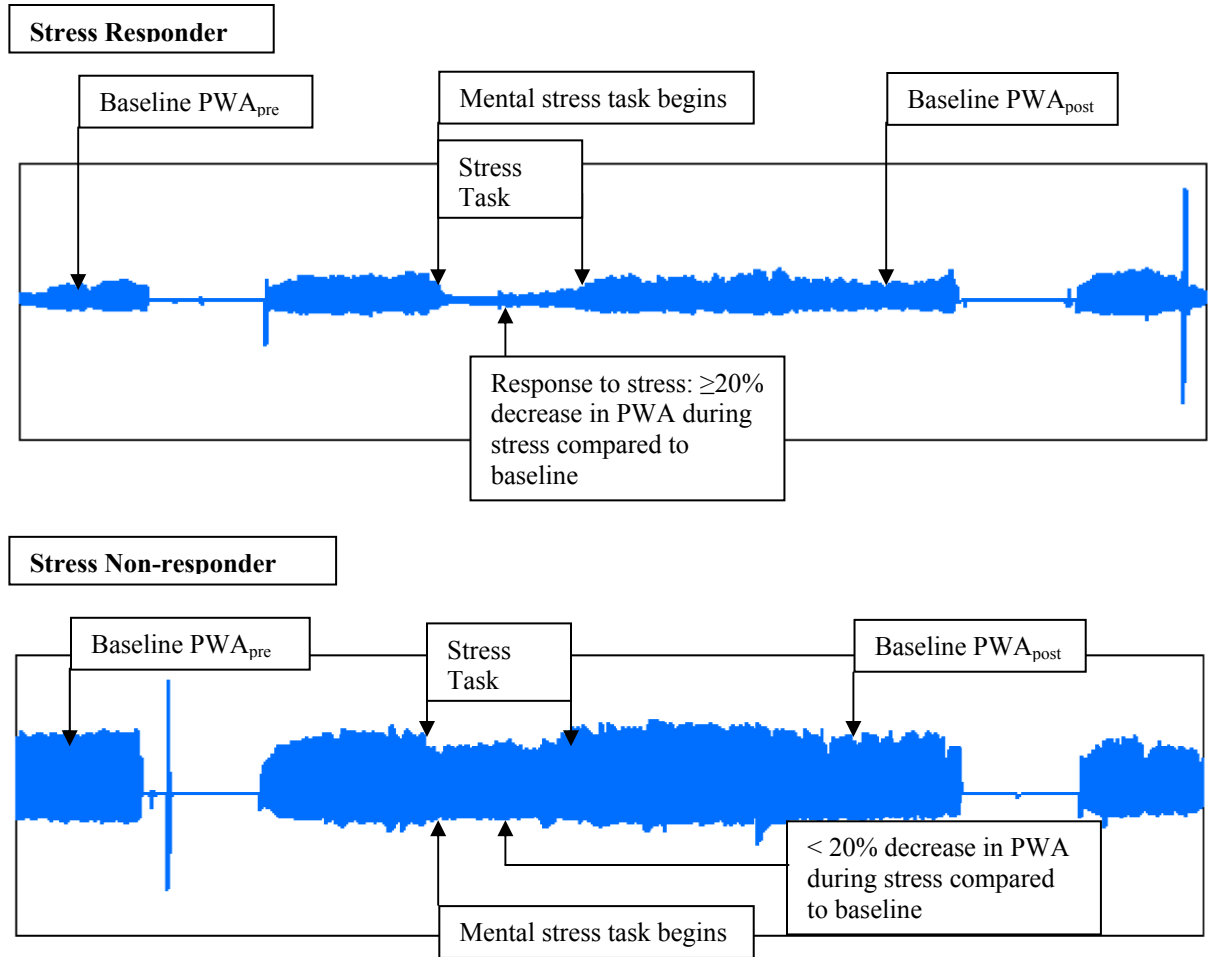 Stress Responder
Baseline PWApre
Mental stress task begins
Baseline PWApost
Stress
Task
Response to stress: ≥20%
decrease in PWA during
stress compared to
baseline
Stress Non-responder
Baseline PWApre
Stress
Task
Baseline PWApost
< 20% decrease in PWA
during stress compared
to baseline
Mental stress task begins